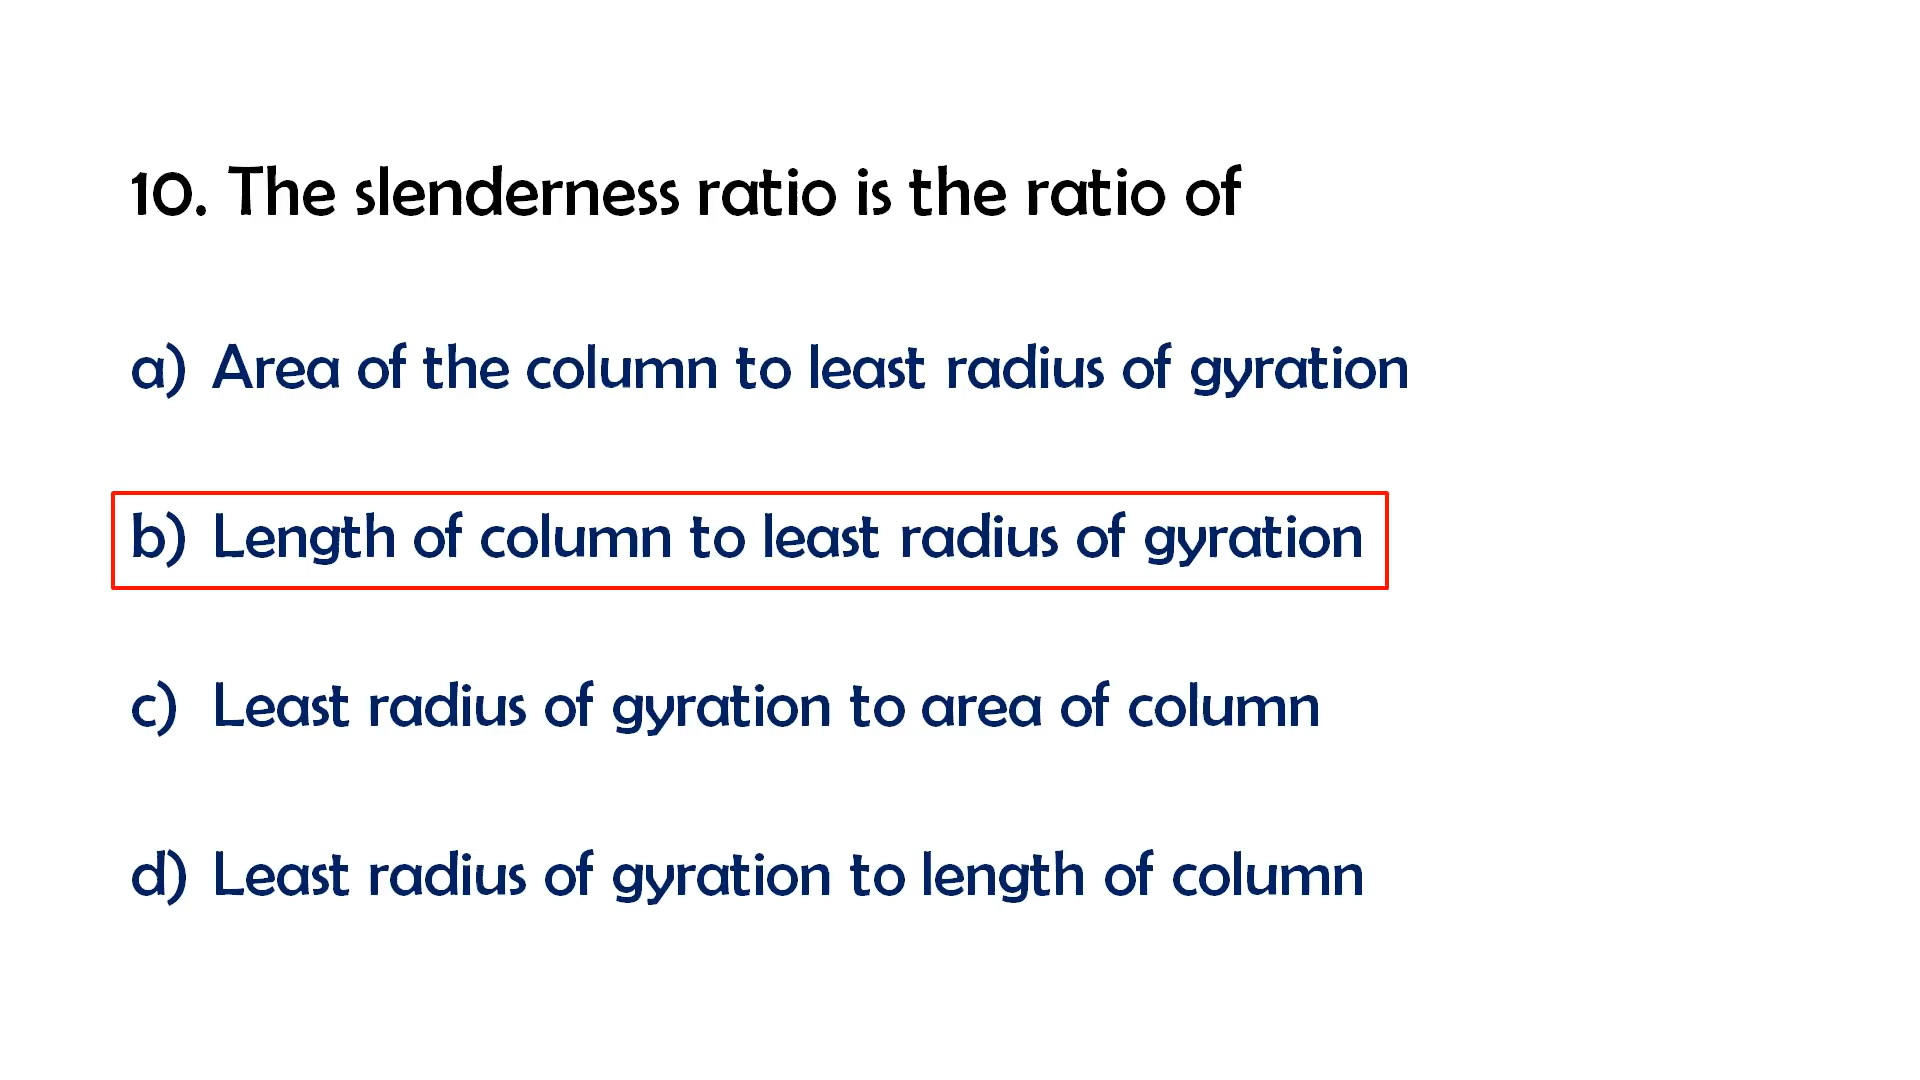 10. The slenderness ratio is the ratio of
a) Area of the column to least radius of gyration
b) Length of column to least radius of gyration
c) Least radius of gyration to area of column
d) Least radius of gyration to length of column